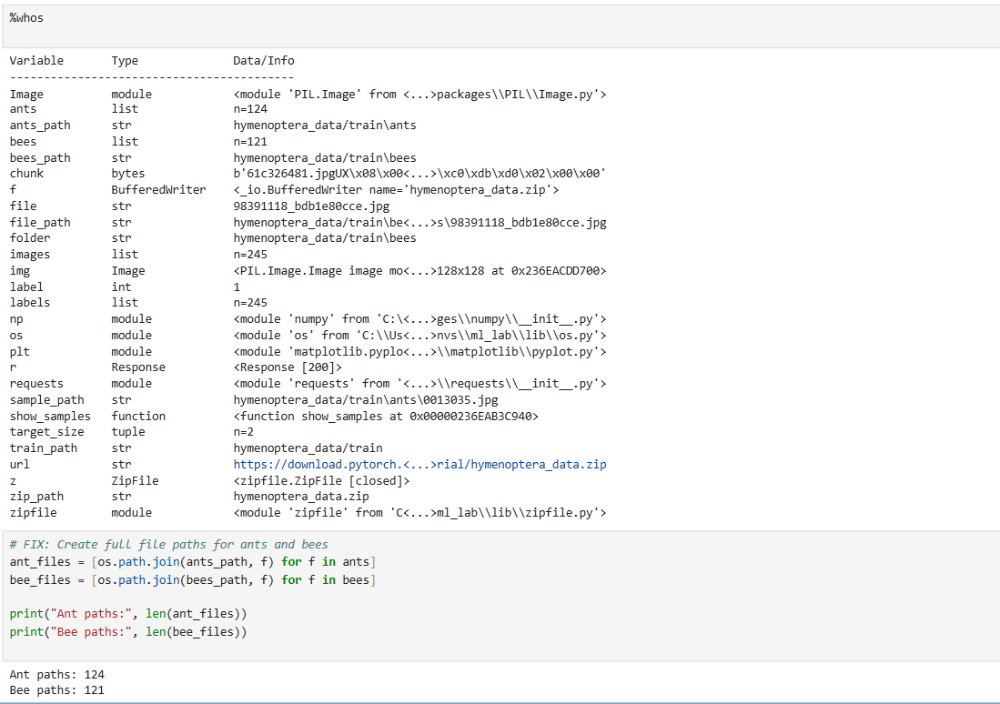 %whos
Variable Type Data/Info
------------------------------------------
Image module <module 'PIL.Image' from <...>packages\\PIL\\Image.py'>
ants list n=124
ants_path str hymenoptera_data/train\ants
bees list n=121
bees_path str hymenoptera_data/train\bees
chunk bytes b'61c326481.jpgUX\x08\x00<...>\xc0\xdb\xd0\x02\x00\x00'
f BufferedWriter <_io.BufferedWriter name='hymenoptera_data.zip'>
file str 98391118_bdb1e80cce.jpg
file_path str hymenoptera_data/train\be<...>s\98391118_bdb1e80cce.jpg
folder str hymenoptera_data/train\bees
images list n=245
img Image <PIL.Image.Image image mo<...>128x128 at 0x236EACDD700>
label int 1
labels list n=245
np module <module 'numpy' from 'C:\<...>ges\\numpy\\__init__.py'>
os module <module 'os' from 'C:\\Us<...>nvs\\ml_lab\\lib\\os.py'>
plt module <module 'matplotlib.pyplo<...>\\matplotlib\\pyplot.py'>
r Response <Response [200]>
requests module <module 'requests' from '<...>\\requests\\__init__.py'>
sample_path str hymenoptera_data/train\ants\0013035.jpg
show_samples function <function show_samples at 0x00000236EAB3C940>
target_size tuple n=2
train_path str hymenoptera_data/train
url str https://download.pytorch.<...>rial/hymenoptera_data.zip
z ZipFile <zipfile.ZipFile [closed]>
zip_path str hymenoptera_data.zip
zipfile module <module 'zipfile' from 'C<...>ml_lab\\lib\\zipfile.py'>
# FIX: Create full file paths for ants and bees
ant_files = [os.path.join(ants_path, f) for f in ants]
bee_files = [os.path.join(bees_path, f) for f in bees]
print("Ant paths:", len(ant_files))
print("Bee paths:", len(bee_files))
Ant paths: 124
Bee paths: 121